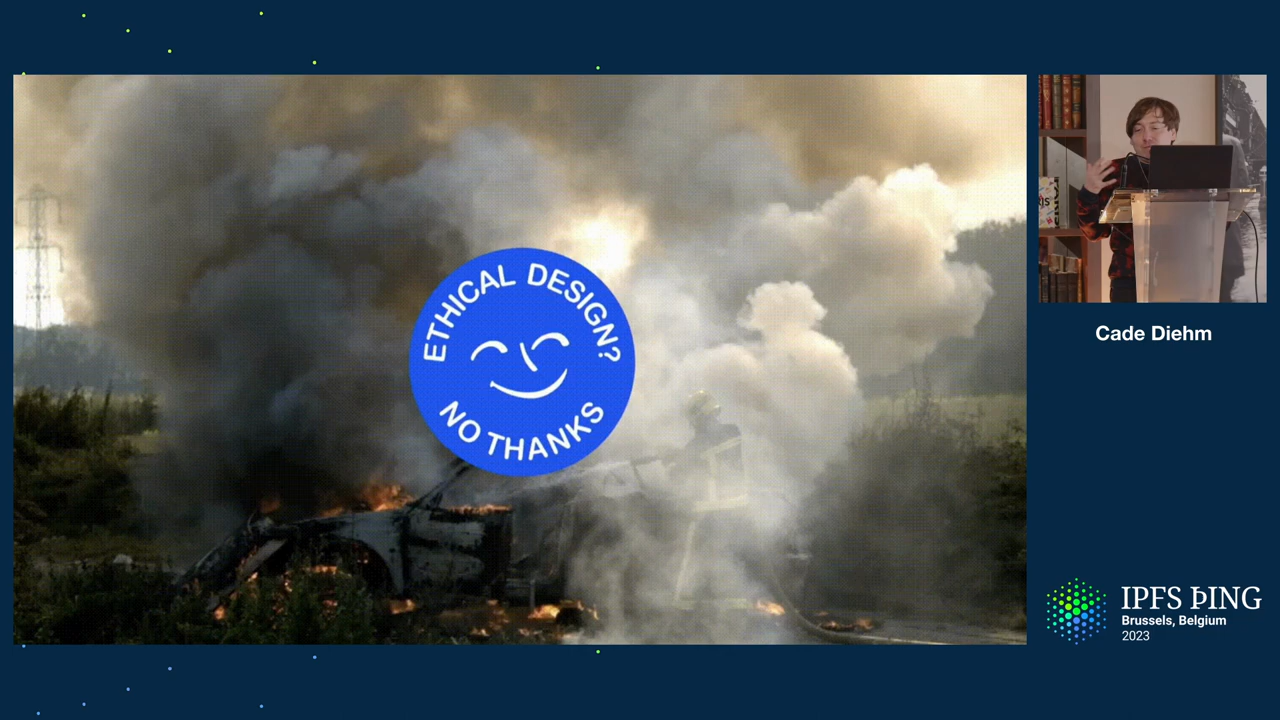 ETHICAL DESIGN?
NO THANKS
Cade Diehm
IPFS ÞING
Brussels, Belgium
2023